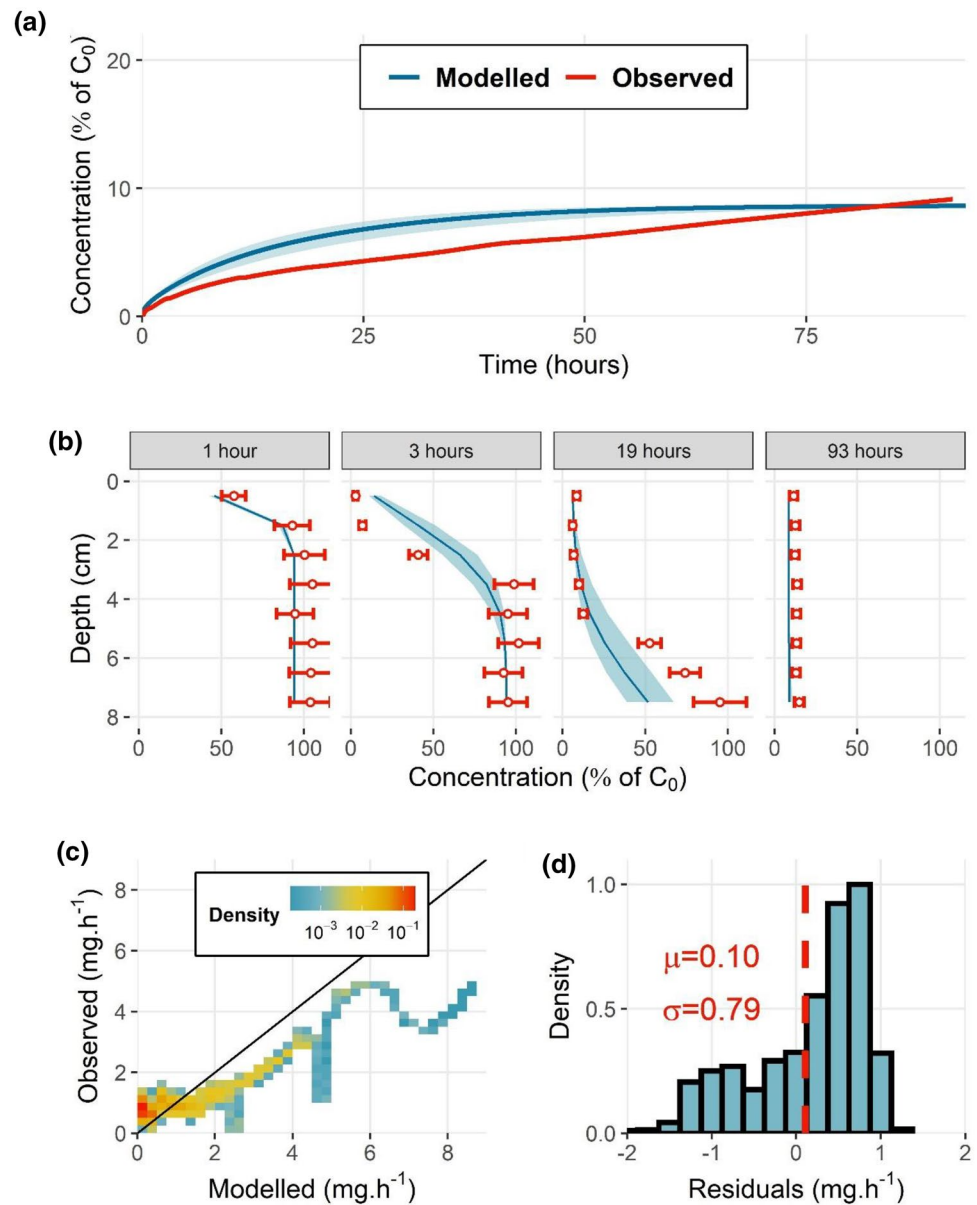 (a)
Concentration (% of C₀)
20
10
0
Modelled Observed
0 25 50 75
Time (hours)
(b)
1 hour 3 hours 19 hours 93 hours
Depth (cm)
0
2
4
6
8
0 50 100 0 50 100 0 50 100 0 50 100
Concentration (% of C₀)
(c)
Observed (mg.h⁻¹)
8
6
4
2
0
Density
10⁻³ 10⁻² 10⁻¹
0 2 4 6 8
Modelled (mg.h⁻¹)
(d)
Density
1.0
0.5
0.0
μ=0.10
σ=0.79
-2 -1 0 1 2
Residuals (mg.h⁻¹)